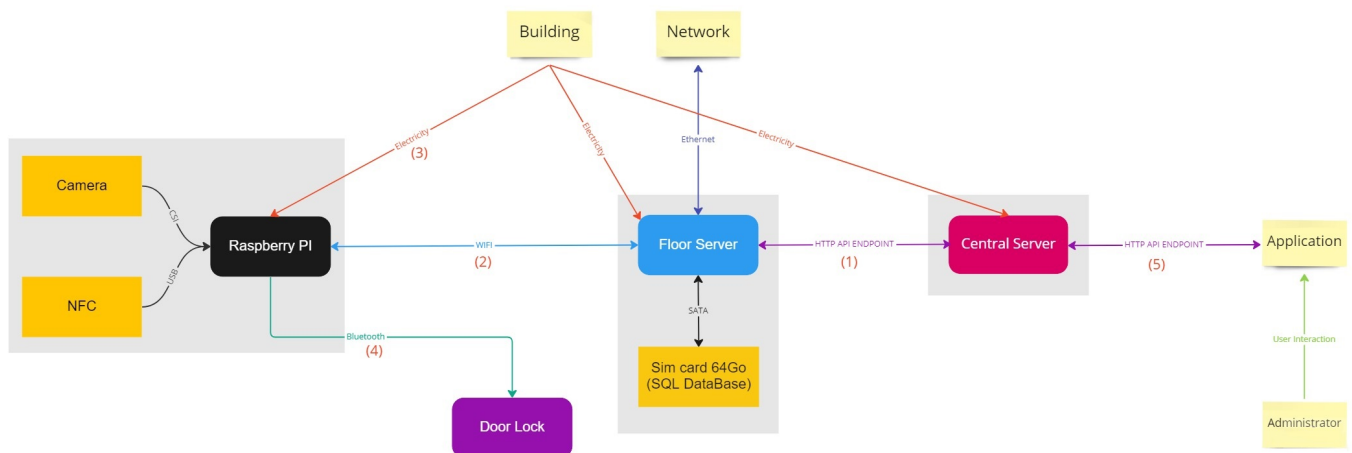 Building
Network
Electricity
(3)
Electricity
Ethernet
Electricity
Camera
CSI
Raspberry PI
USB
NFC
WIFI
(2)
Floor Server
HTTP API ENDPOINT
(1)
Central Server
HTTP API ENDPOINT
(5)
Application
SATA
Bluetooth
(4)
User Interaction
Sim card 64Go
(SQL DataBase)
Door Lock
Administrator